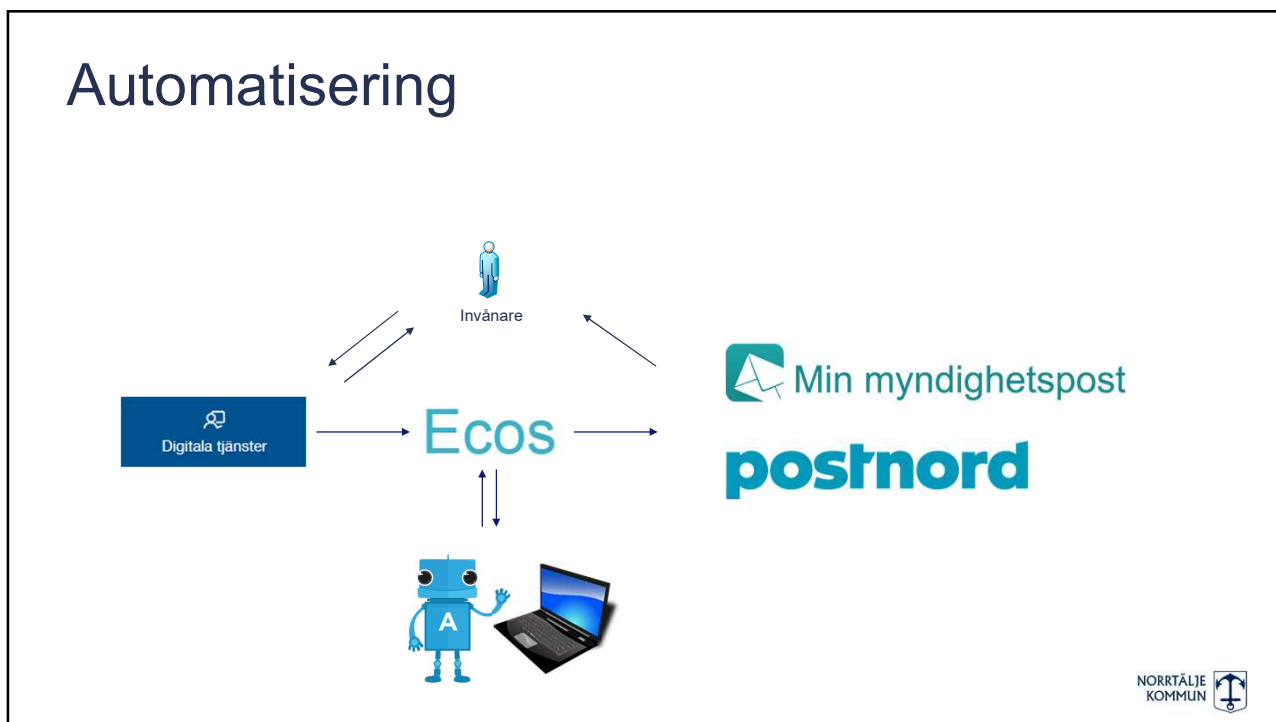 Automatisering
Invånare
Digitala tjänster
Ecos
Min myndighetspost
postnord
A
NORRTÄLJE
KOMMUN